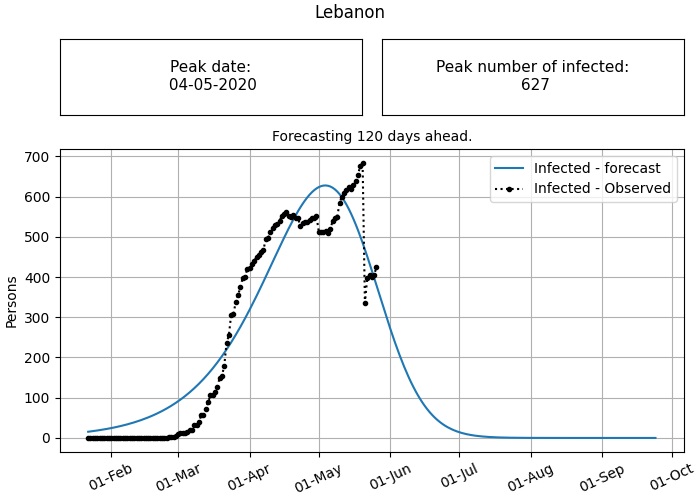 Lebanon
Peak date:
04-05-2020
Peak number of infected:
627
Forecasting 120 days ahead.
Infected - forecast
Infected - Observed
Persons
700
600
500
400
300
200
100
0
01-Feb
01-Mar
01-Apr
01-May
01-Jun
01-Jul
01-Aug
01-Sep
01-Oct